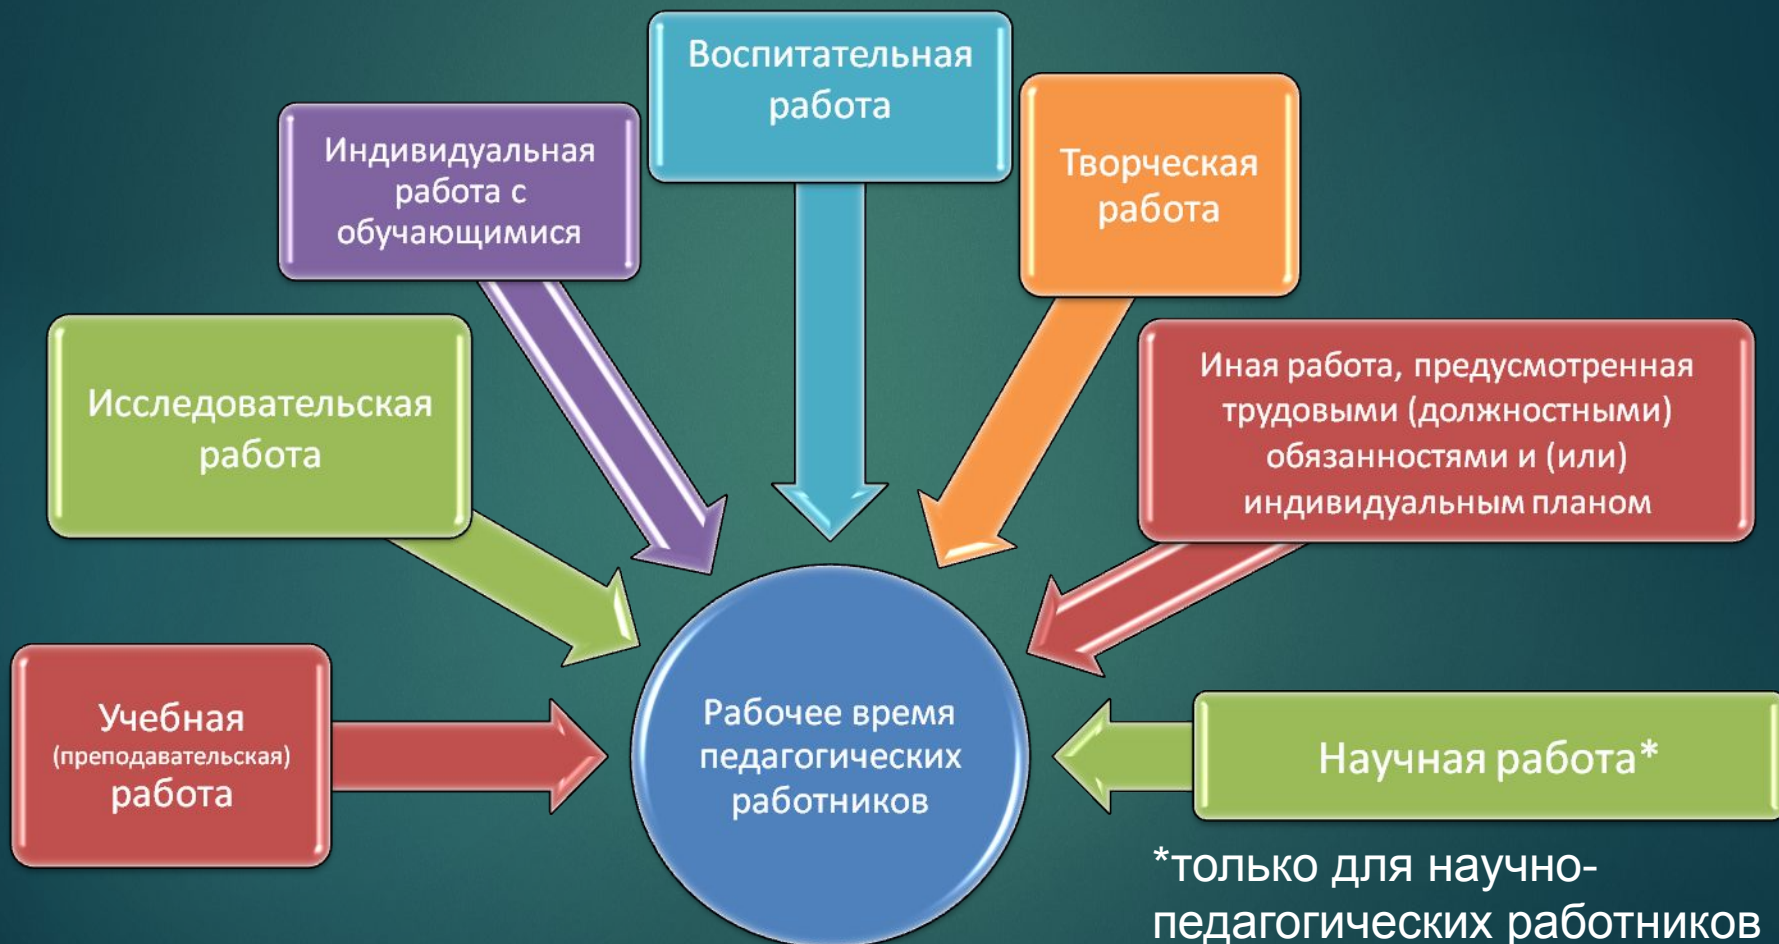 Воспитательная
работа
Индивидуальная
работа с
обучающимися
Творческая
работа
Исследовательская
работа
Иная работа, предусмотренная
трудовыми (должностными)
обязанностями и (или)
индивидуальным планом
Учебная
(преподавательская)
работа
Рабочее время
педагогических
работников
Научная работа*
*только для научно-
педагогических работников